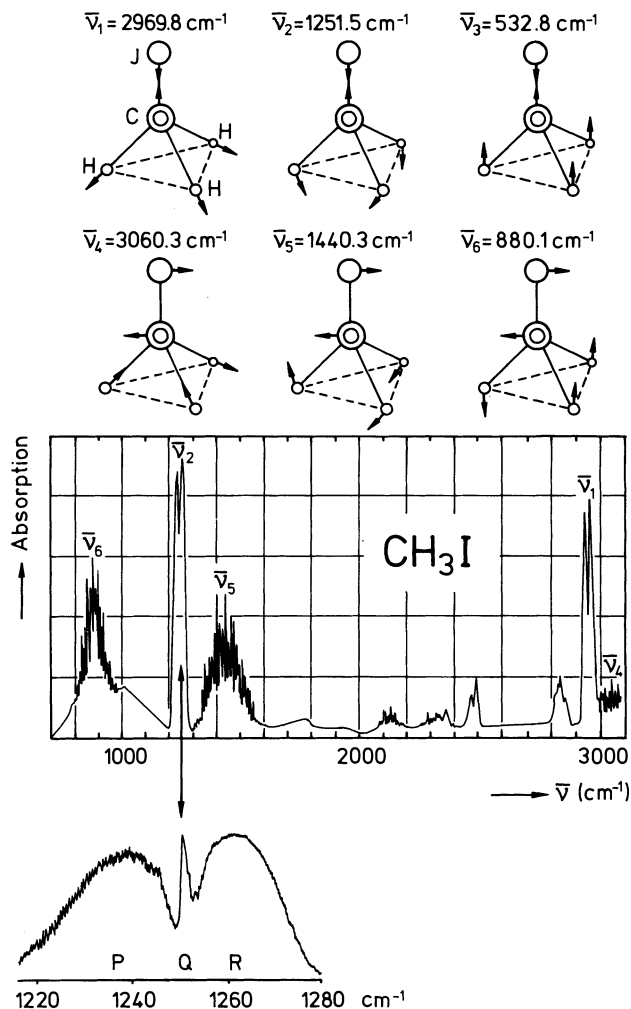 ν̄₁=2969.8 cm⁻¹ ν̄₂=1251.5 cm⁻¹ ν̄₃=532.8 cm⁻¹
J
C
H
H
H
ν̄₄=3060.3 cm⁻¹ ν̄₅=1440.3 cm⁻¹ ν̄₆=880.1 cm⁻¹
Absorption
ν̄₂
ν̄₁
ν̄₆
CH₃I
ν̄₅
ν̄₄
1000 2000 3000
ν̄ (cm⁻¹)
P Q R
1220 1240 1260 1280 cm⁻¹